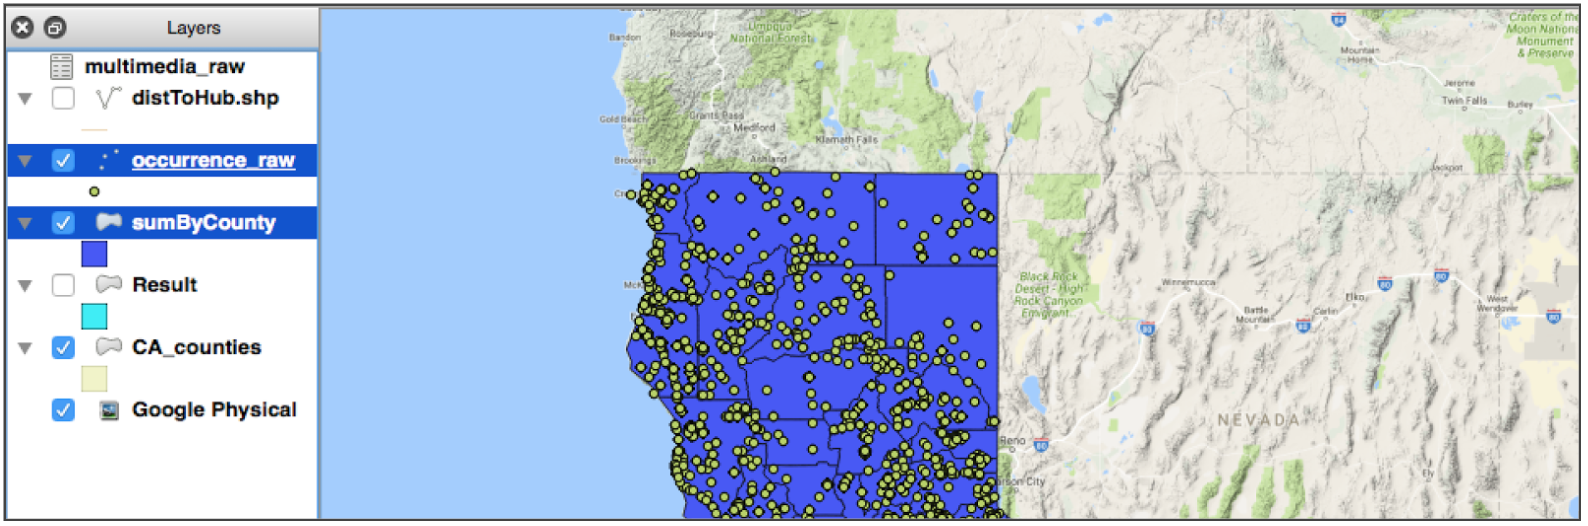 Layers
multimedia_raw
distToHub.shp
occurrence_raw
sumByCounty
Result
CA_counties
Google Physical
Bandon
Roseburg
Umpqua
National Forest
Gold Beach
Grants Pass
Medford
Klamath Falls
Brookings
Ashland
84
Mountain
Home
Craters of the
Moon Nationa
Monument
& Preserve
Jerome
Twin Falls
Burley
Jackpot
Black Rock
Desert - High
Rock Canyon
Emigrant...
Winnemucca
Battle
Mountain
Carlin
Elko
80
80
80
80
80
80
West
Wendover
NEVADA
Reno
arson City
Ely